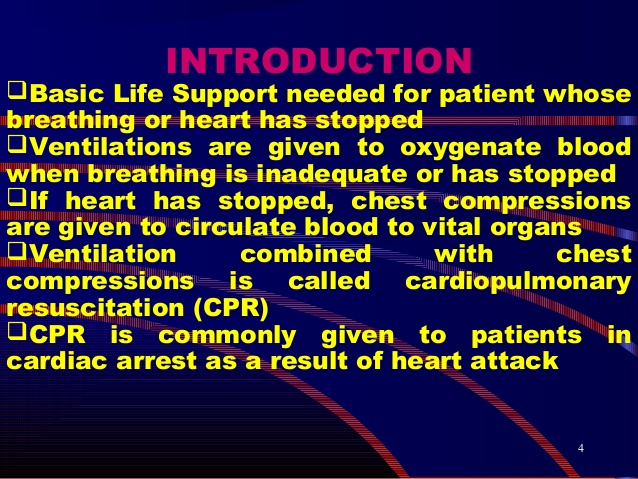 INTRODUCTION
❑Basic Life Support needed for patient whose
breathing or heart has stopped
❑Ventilations are given to oxygenate blood
when breathing is inadequate or has stopped
❑If heart has stopped, chest compressions
are given to circulate blood to vital organs
❑Ventilation combined with chest
compressions is called cardiopulmonary
resuscitation (CPR)
❑CPR is commonly given to patients in
cardiac arrest as a result of heart attack
4